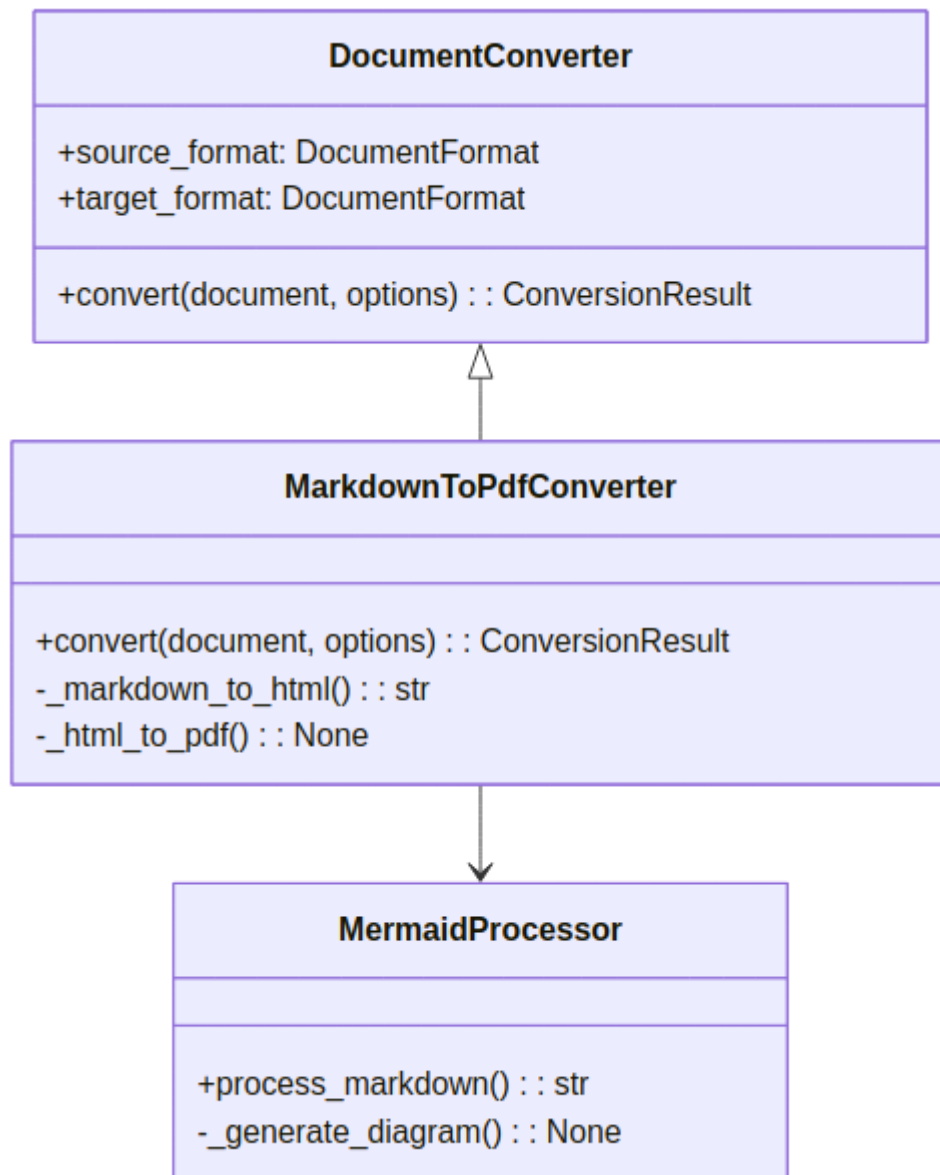 DocumentConverter
+source_format: DocumentFormat
+target_format: DocumentFormat
+convert(document, options) : : ConversionResult
MarkdownToPdfConverter
+convert(document, options) : : ConversionResult
-_markdown_to_html() : : str
-_html_to_pdf() : : None
MermaidProcessor
+process_markdown() : : str
-_generate_diagram() : : None